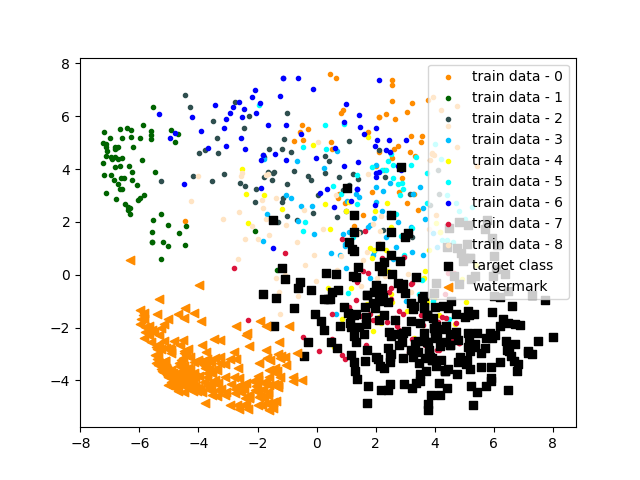 8
6
4
2
0
−2
−4
−8
−6
−4
−2
0
2
4
6
8
train data - 0
train data - 1
train data - 2
train data - 3
train data - 4
train data - 5
train data - 6
train data - 7
train data - 8
target class
watermark